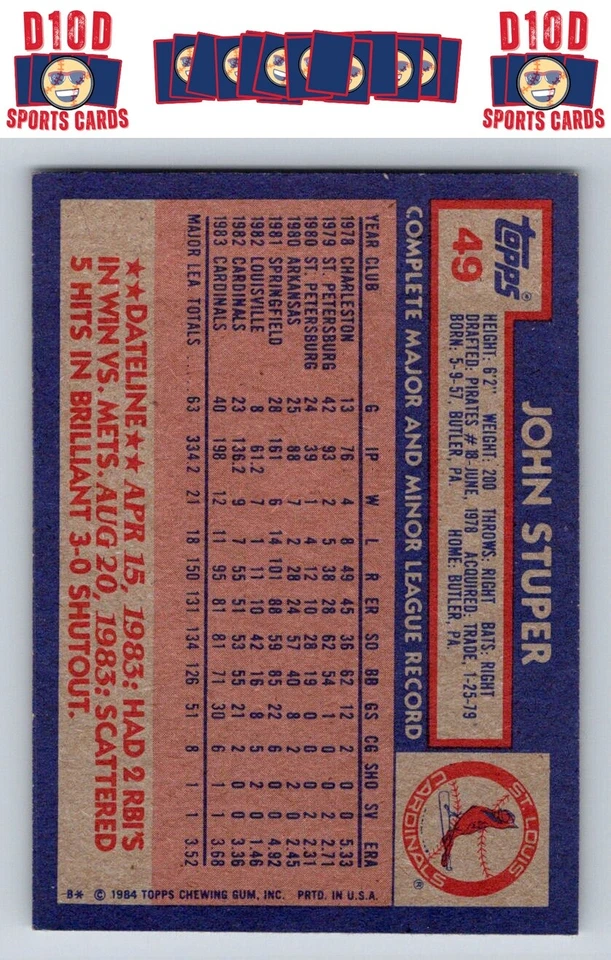 D10D
SPORTS CARDS
D10D
SPORTS CARDS
topps®
49
JOHN STUPER
HEIGHT: 6'2" WEIGHT: 200 THROWS: RIGHT BATS: RIGHT
DRAFTED: PIRATES #18-JUNE, 1978 ACQUIRED: TRADE, 1-25-79
BORN: 5-9-57, BUTLER, PA. HOME: BUTLER, PA.
COMPLETE MAJOR AND MINOR LEAGUE RECORD
ST. LOUIS
CARDINALS ®
YEAR CLUB G IP W L R ER SO BB GS CG SHO SV ERA
1978 CHARLESTON 13 76 4 8 49 45 36 62 12 2 0 0 5.33
1979 ST. PETERSBURG 42 93 2 4 38 28 62 54 1 0 0 2 2.71
1980 ST. PETERSBURG 24 39 1 4 12 10 28 19 0 0 0 2 2.31
1980 ARKANSAS 25 88 7 2 28 24 57 40 8 2 0 2.45
1981 SPRINGFIELD 28 161 6 14 101 88 59 85 22 6 0 0 4.92
1982 LOUISVILLE 8 61.2 7 1 11 10 42 16 8 5 2 0 1.46
1982 CARDINALS 23 136.2 9 7 55 51 53 55 21 2 0 0 3.36
1983 CARDINALS 40 198 12 11 95 81 81 71 30 6 1 1 3.68
MAJOR LEA TOTALS .... 63 334.2 21 18 150 131 134 126 51 8 1 1 3.52
★★DATELINE★★ APR 15, 1983: HAD 2 RBI'S
IN WIN VS. METS. AUG 20, 1983: SCATTERED
5 HITS IN BRILLIANT 3-0 SHUTOUT.
B* © 1984 TOPPS CHEWING GUM, INC. PRTD. IN U.S.A.